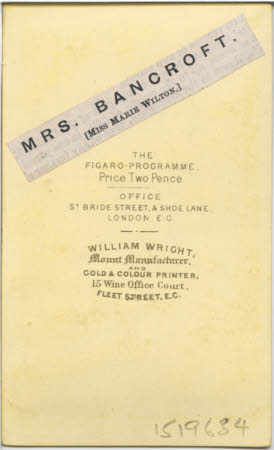 MRS. BANCROFT.
[MISS MARIE WILTON.]
THE
FIGARO-PROGRAMME.
Price Two Pence
OFFICE
ST BRIDE STREET, & SHOE LANE,
LONDON, E.C.
WILLIAM WRIGHT,
Mount Manufacturer,
AND
GOLD & COLOUR PRINTER,
15 Wine Office Court,
FLEET STREET, E.C.
1519634